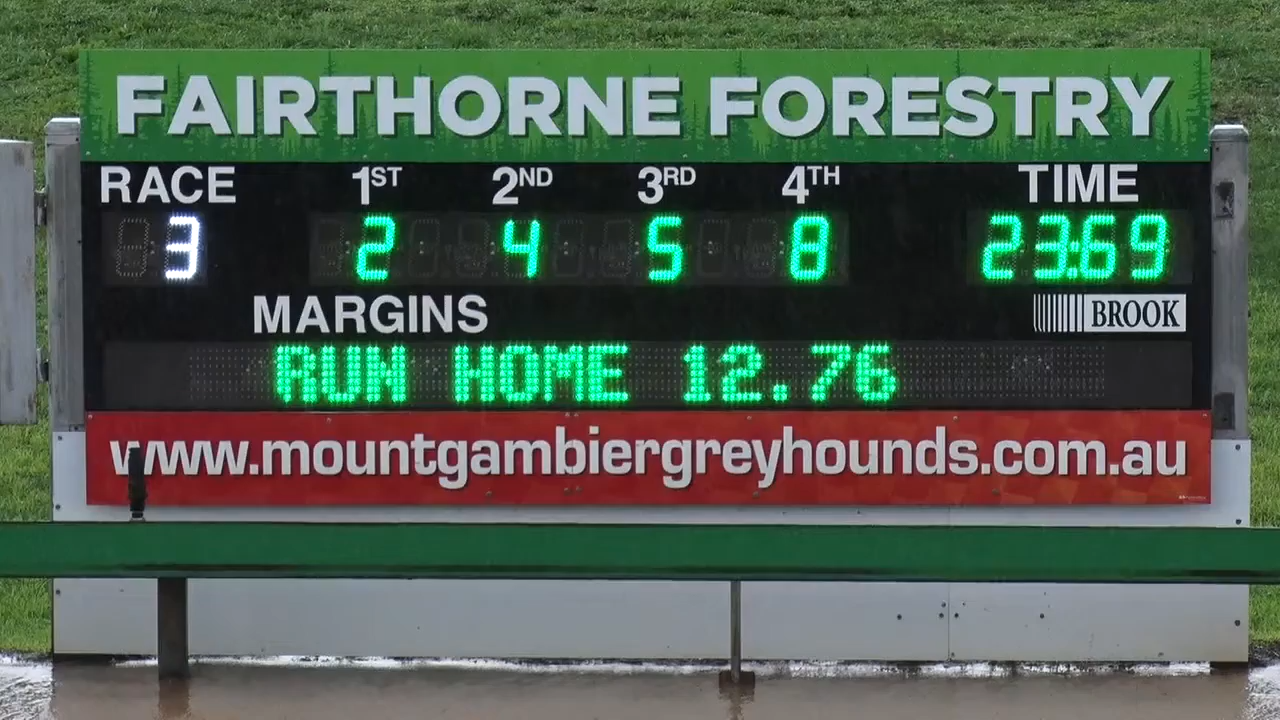 FAIRTHORNE FORESTRY
RACE 1ST 2ND 3RD 4TH TIME
3 2 4 5 8 23:69
MARGINS BROOK
RUN HOME 12.76
www.mountgambiergreyhounds.com.au